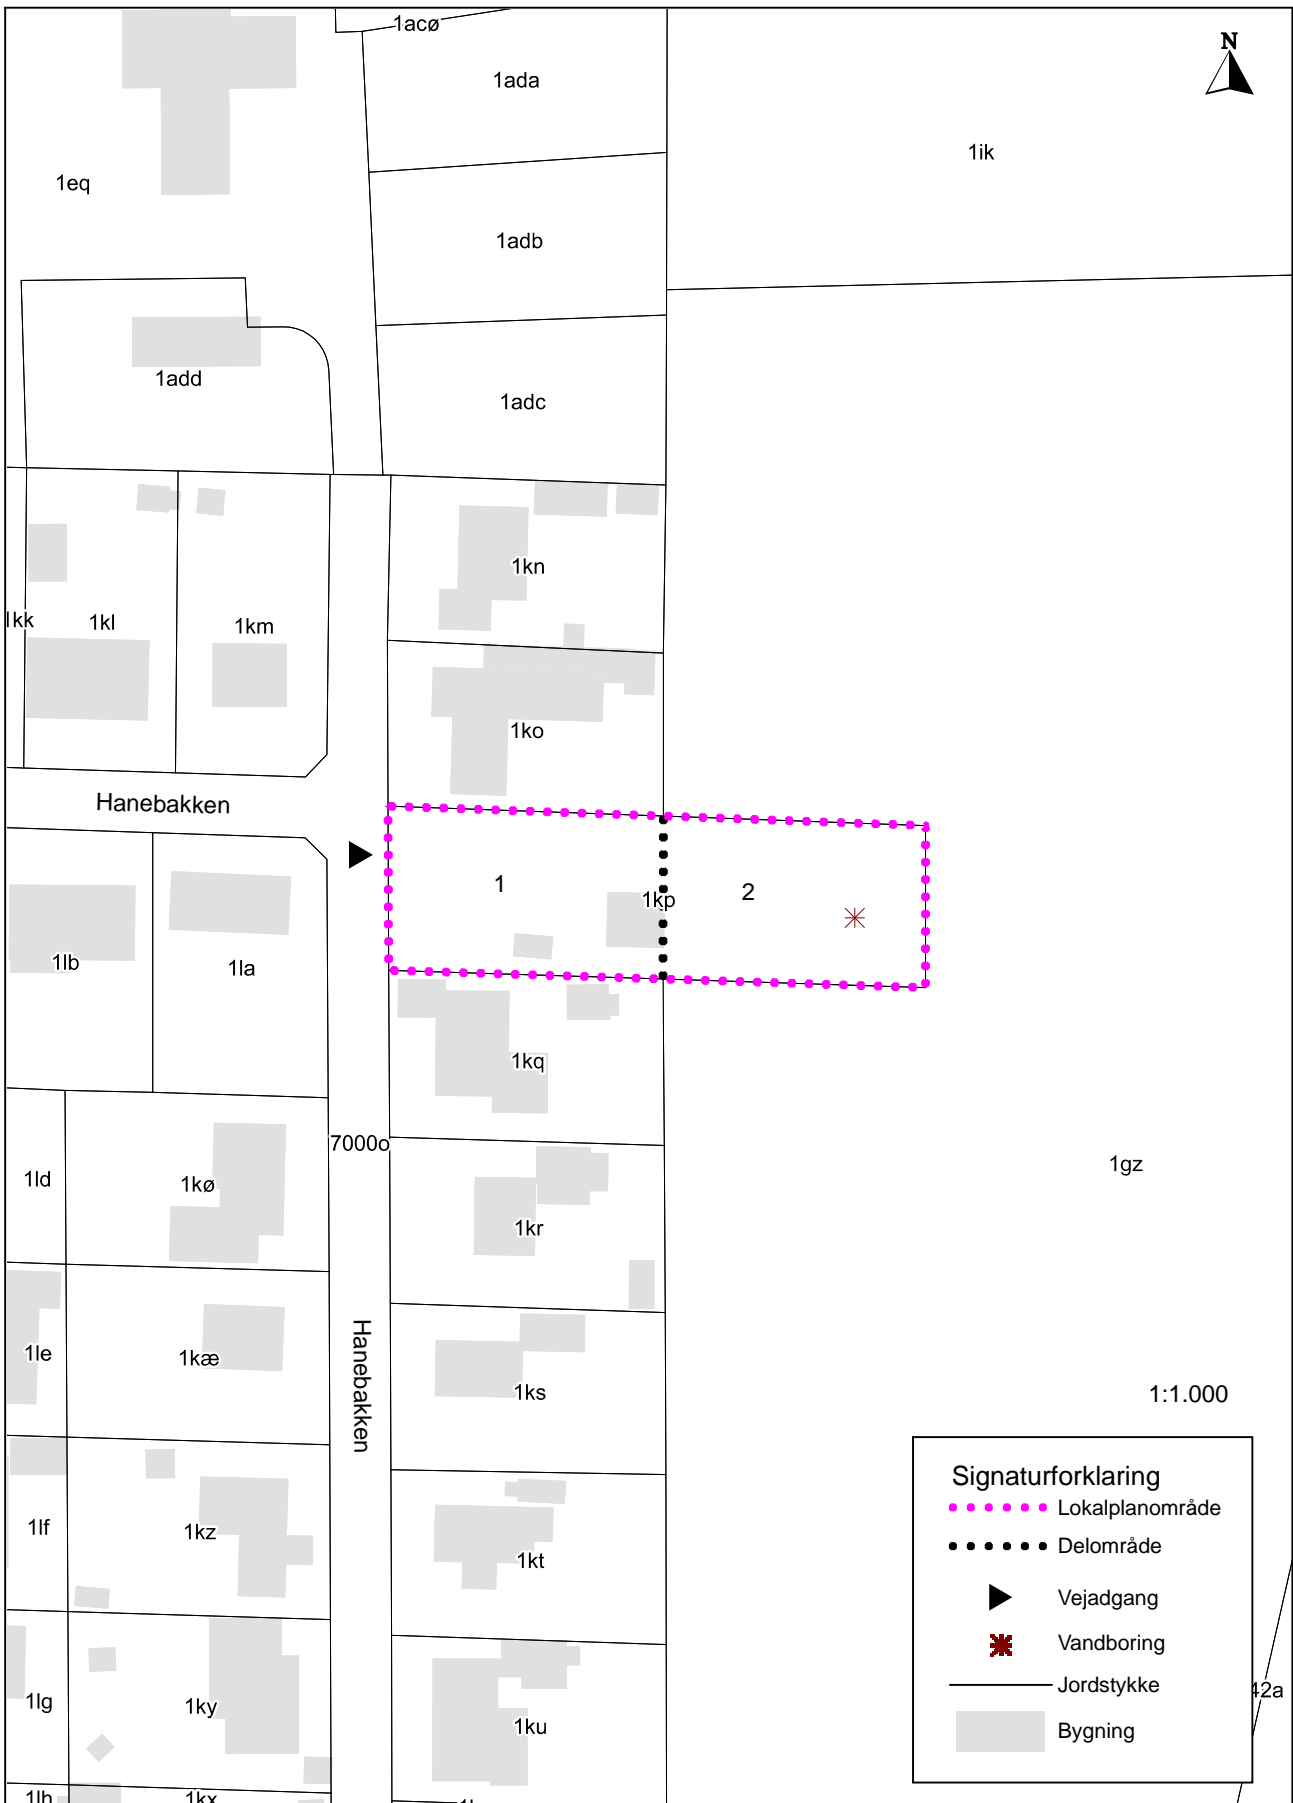 1acø
N
1ada
1ik
1eq
1adb
1add
1adc
1kn
1kk
1kl
1km
1ko
Hanebakken
1
1kp
2
1lb
1la
1kq
7000o
1gz
1ld
1kø
1kr
Hanebakken
1le
1kæ
1ks
1:1.000
Signaturforklaring
Lokalplanområde
Delområde
Vejadgang
Vandboring
Jordstykke
Bygning
1lf
1kz
1kt
42a
1lg
1ky
1ku
1lh
1kx